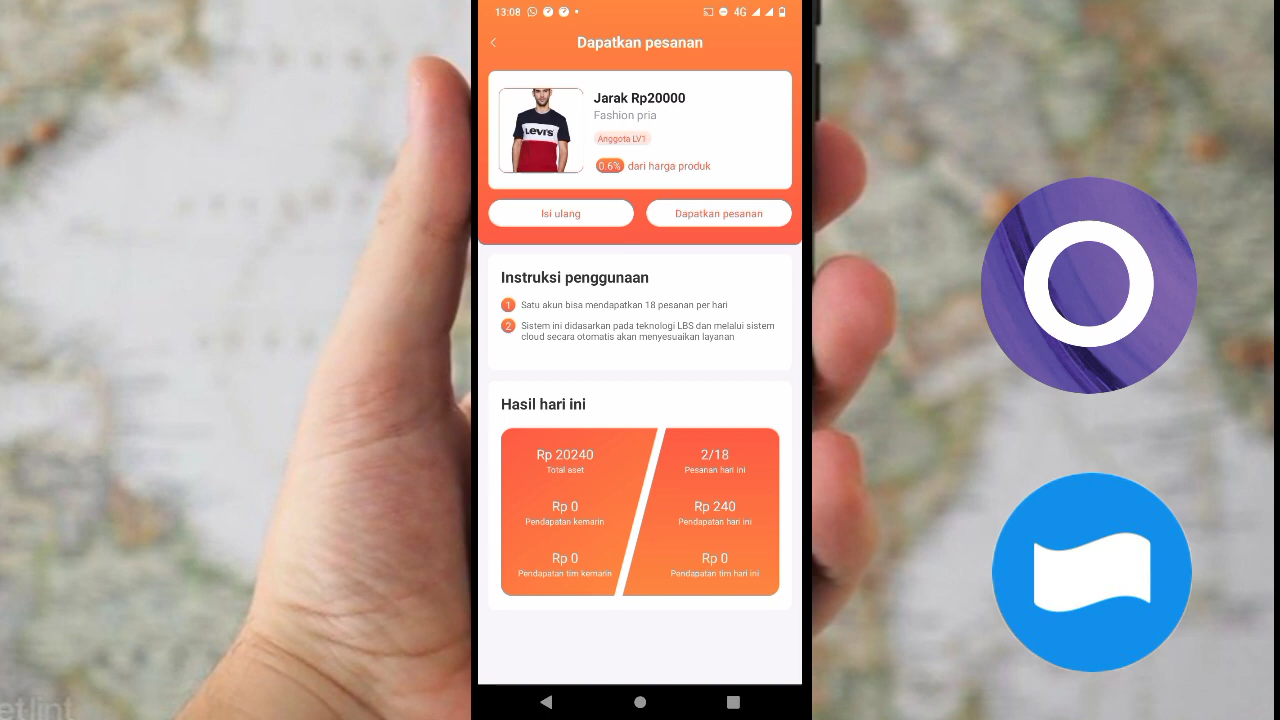 13:08
4G
Dapatkan pesanan
Jarak Rp20000
Fashion pria
Anggota LV1
0.6% dari harga produk
LEVI'S
Isi ulang
Dapatkan pesanan
Instruksi penggunaan
1 Satu akun bisa mendapatkan 18 pesanan per hari
2 Sistem ini didasarkan pada teknologi LBS dan melalui sistem
cloud secara otomatis akan menyesuaikan layanan
Hasil hari ini
Rp 20240
Total aset
2/18
Pesanan hari ini
Rp 0
Pendapatan kemarin
Rp 240
Pendapatan hari ini
Rp 0
Pendapatan tim kemarin
Rp 0
Pendapatan tim hari ini